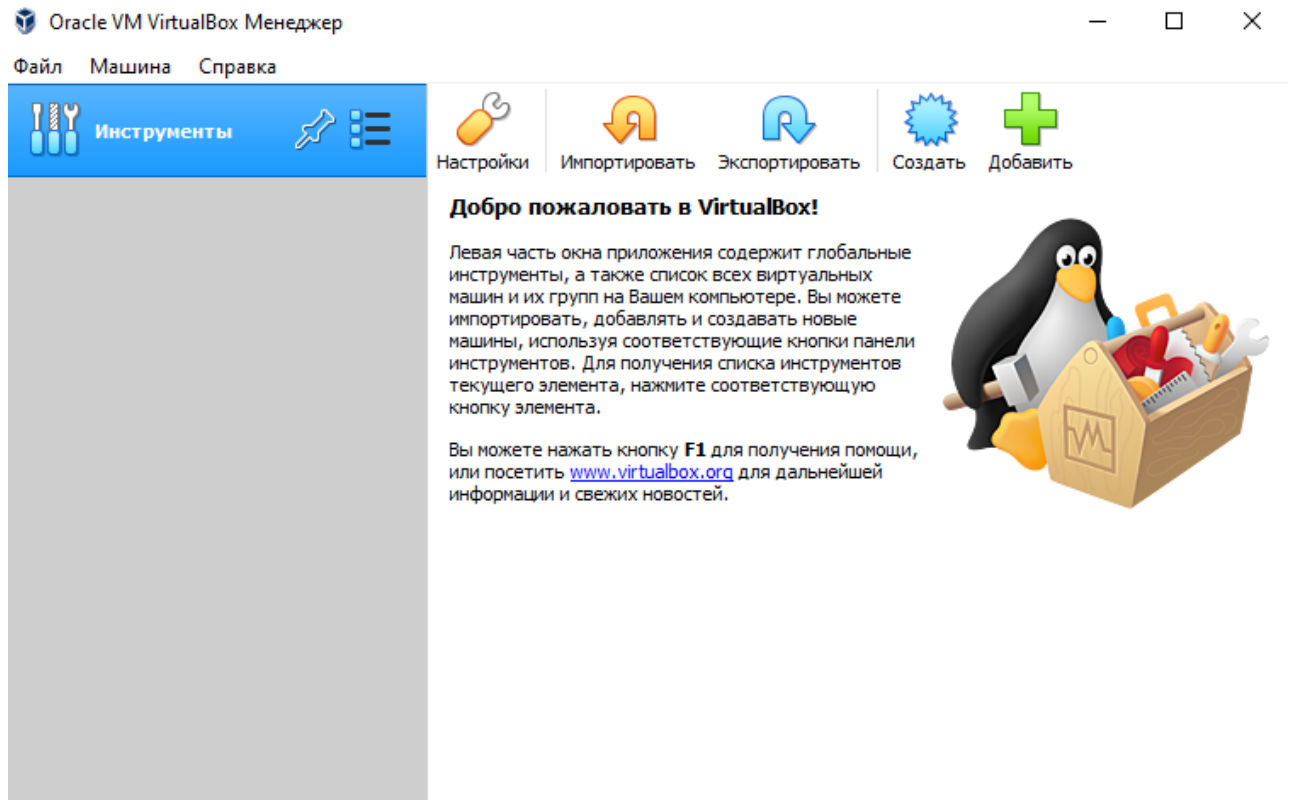 Oracle VM VirtualBox Менеджер
Файл Машина Справка
Инструменты
Настройки Импортировать Экспортировать Создать Добавить
Добро пожаловать в VirtualBox!
Левая часть окна приложения содержит глобальные
инструменты, а также список всех виртуальных
машин и их групп на Вашем компьютере. Вы можете
импортировать, добавлять и создавать новые
машины, используя соответствующие кнопки панели
инструментов. Для получения списка инструментов
текущего элемента, нажмите соответствующую
кнопку элемента.
Вы можете нажать кнопку F1 для получения помощи,
или посетить www.virtualbox.org для дальнейшей
информации и свежих новостей.